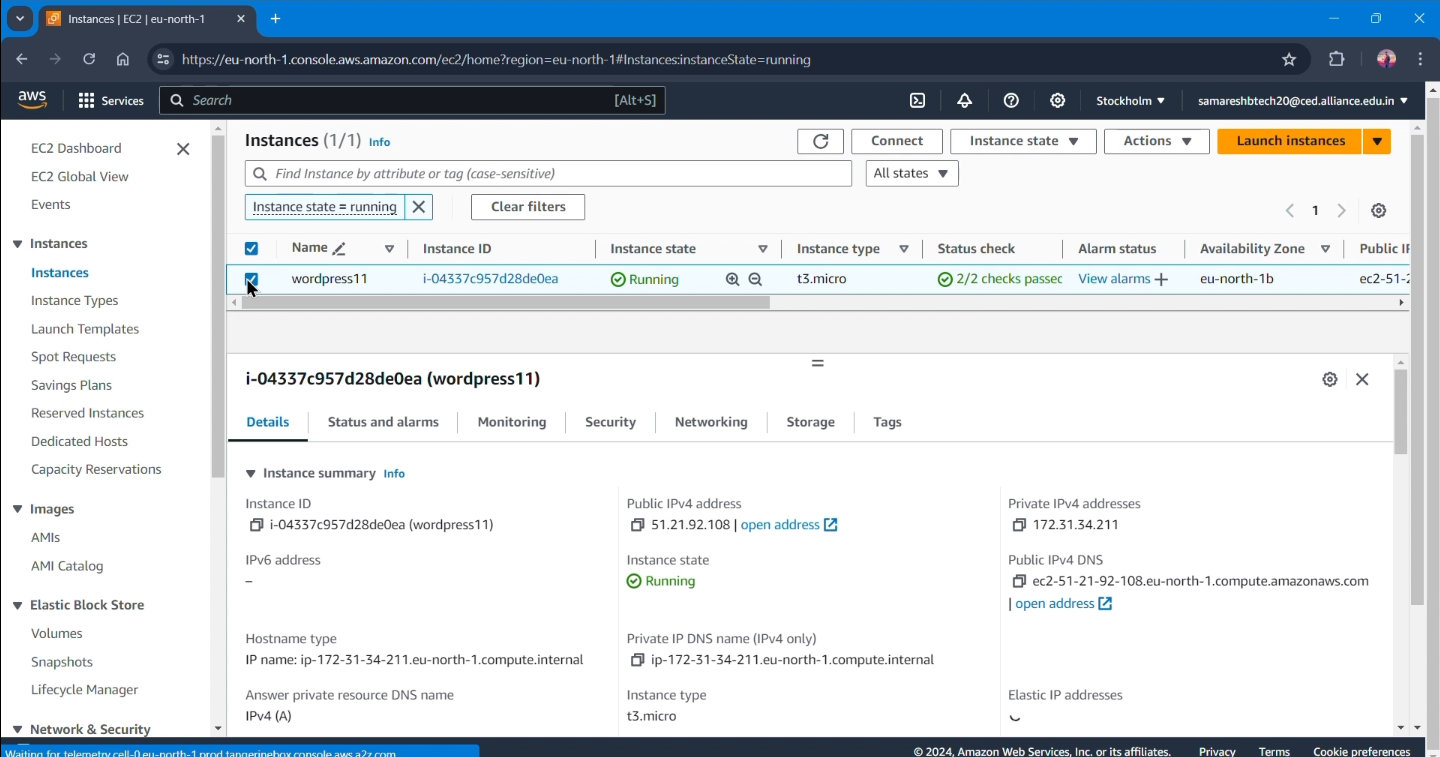 Instances | EC2 | eu-north-1
https://eu-north-1.console.aws.amazon.com/ec2/home?region=eu-north-1#Instances:instanceState=running
aws
Services
Search
[Alt+S]
Stockholm
samareshbtech20@ced.alliance.edu.in
EC2 Dashboard
EC2 Global View
Events
Instances
Instances
Instance Types
Launch Templates
Spot Requests
Savings Plans
Reserved Instances
Dedicated Hosts
Capacity Reservations
Images
AMIs
AMI Catalog
Elastic Block Store
Volumes
Snapshots
Lifecycle Manager
Network & Security
Instances (1/1) Info
Connect
Instance state
Actions
Launch instances
Find Instance by attribute or tag (case-sensitive)
All states
Instance state = running
Clear filters
1
Name Instance ID Instance state Instance type Status check Alarm status Availability Zone Public IP
wordpress11 i-04337c957d28de0ea Running t3.micro 2/2 checks passed View alarms + eu-north-1b ec2-51-2
i-04337c957d28de0ea (wordpress11)
Details Status and alarms Monitoring Security Networking Storage Tags
Instance summary Info
Instance ID
i-04337c957d28de0ea (wordpress11)
Public IPv4 address
51.21.92.108 | open address
Private IPv4 addresses
172.31.34.211
IPv6 address
–
Instance state
Running
Public IPv4 DNS
ec2-51-21-92-108.eu-north-1.compute.amazonaws.com
| open address
Hostname type
IP name: ip-172-31-34-211.eu-north-1.compute.internal
Private IP DNS name (IPv4 only)
ip-172-31-34-211.eu-north-1.compute.internal
Answer private resource DNS name
IPv4 (A)
Instance type
t3.micro
Elastic IP addresses
Waiting for telemetry.cell-0.eu-north-1.prod.tangerinebox.console.aws.a2z.com...
© 2024, Amazon Web Services, Inc. or its affiliates.
Privacy
Terms
Cookie preferences